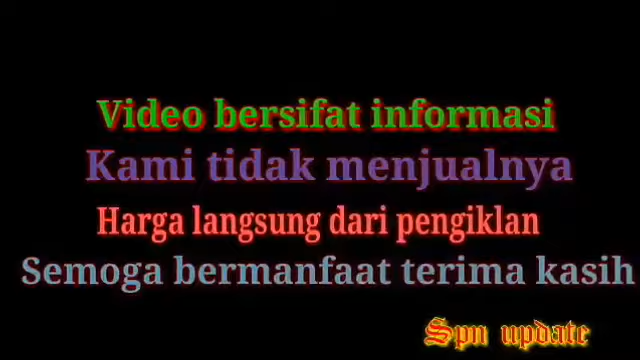 Video bersifat informasi
Kami tidak menjualnya
Harga langsung dari pengiklan
Semoga bermanfaat terima kasih
Spn update